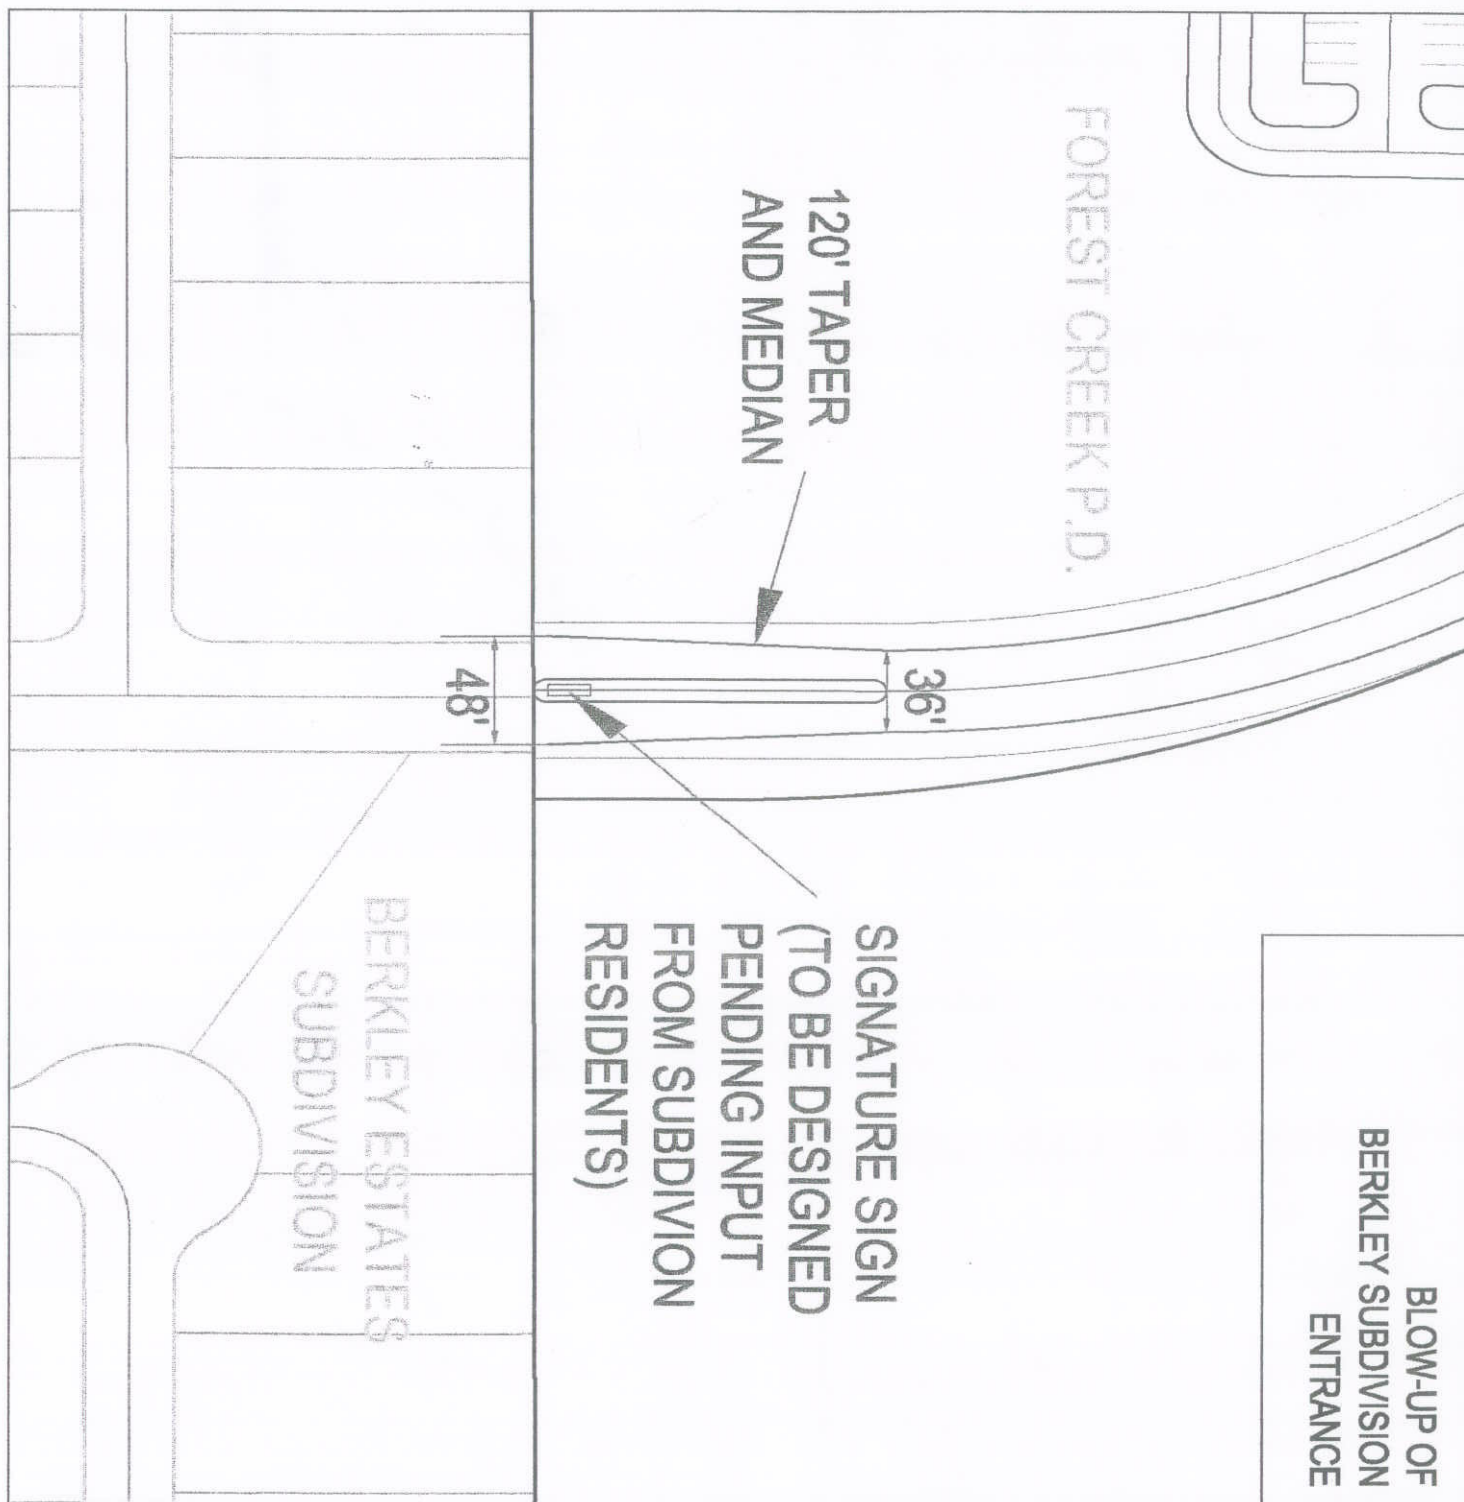 BLOW-UP OF
BERKLEY SUBDIVISION
ENTRANCE
FOREST CREEK P.D.
120' TAPER
AND MEDIAN
36'
48'
SIGNATURE SIGN
(TO BE DESIGNED
PENDING INPUT
FROM SUBDIVION
RESIDENTS)
BERKLEY ESTATES
SUBDIVISION